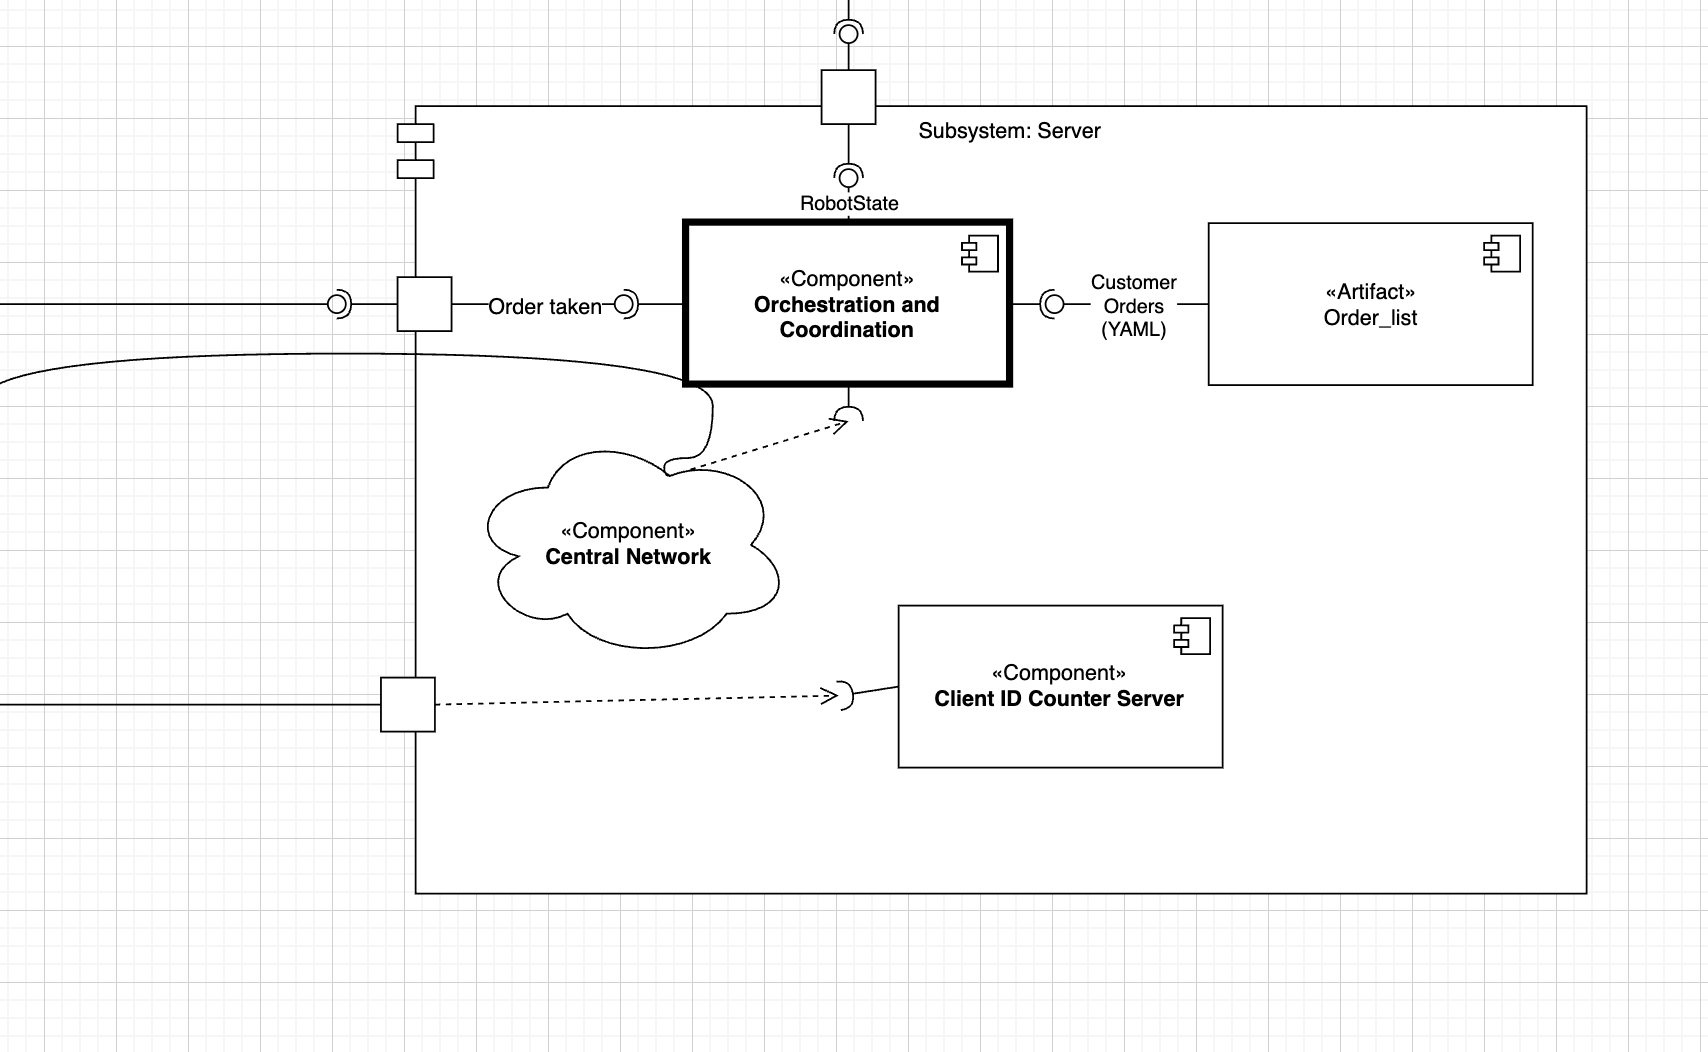 Subsystem: Server
RobotState
«Component»
Orchestration and
Coordination
Order taken
Customer
Orders
(YAML)
«Artifact»
Order_list
«Component»
Central Network
«Component»
Client ID Counter Server